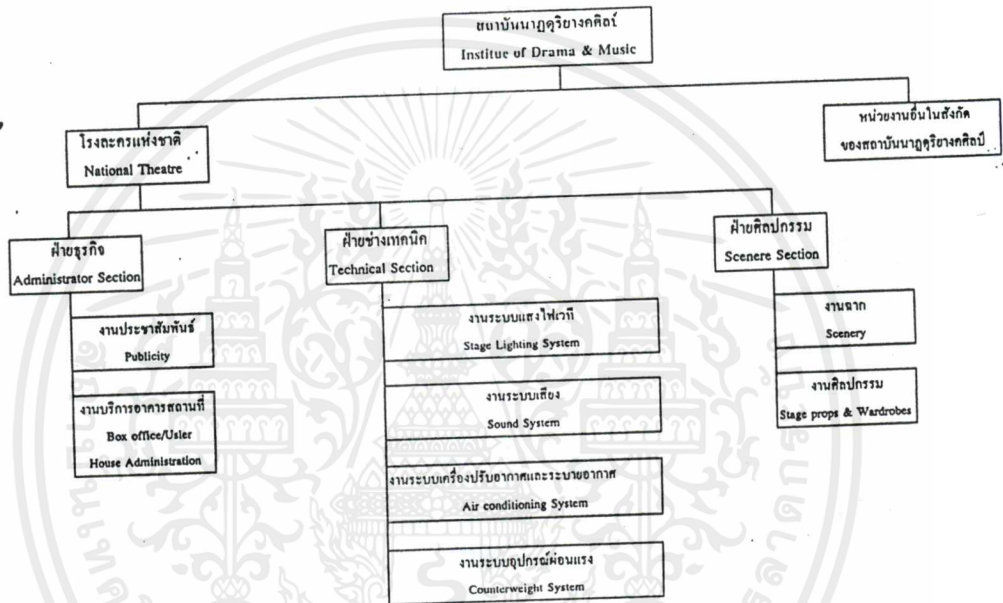 สถาบันนาฏดุริยางคศิลป์
Institue of Drama & Music
โรงละครแห่งชาติ
National Theatre
หน่วยงานอื่นในสังกัด
ของสถาบันนาฏดุริยางคศิลป์
ฝ่ายธุรกิจ
Administrator Section
ฝ่ายช่างเทคนิค
Technical Section
ฝ่ายศิลปกรรม
Scenere Section
งานประชาสัมพันธ์
Publicity
งานบริการอาคารสถานที่
Box office/Usler
House Administration
งานระบบแสงไฟเวที
Stage Lighting System
งานระบบเสียง
Sound System
งานระบบเครื่องปรับอากาศและระบายอากาศ
Air conditioning System
งานระบบอุปกรณ์ผ่อนแรง
Counterweight System
งานฉาก
Scenery
งานศิลปกรรม
Stage props & Wardrobes